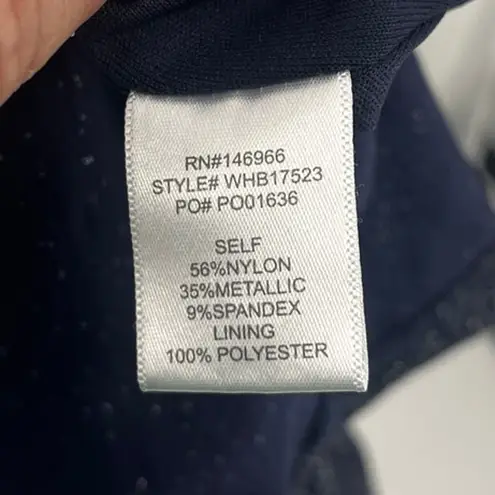 RN#146966
STYLE# WHB17523
PO# PO01636
SELF
56%NYLON
35%METALLIC
9%SPANDEX
LINING
100% POLYESTER